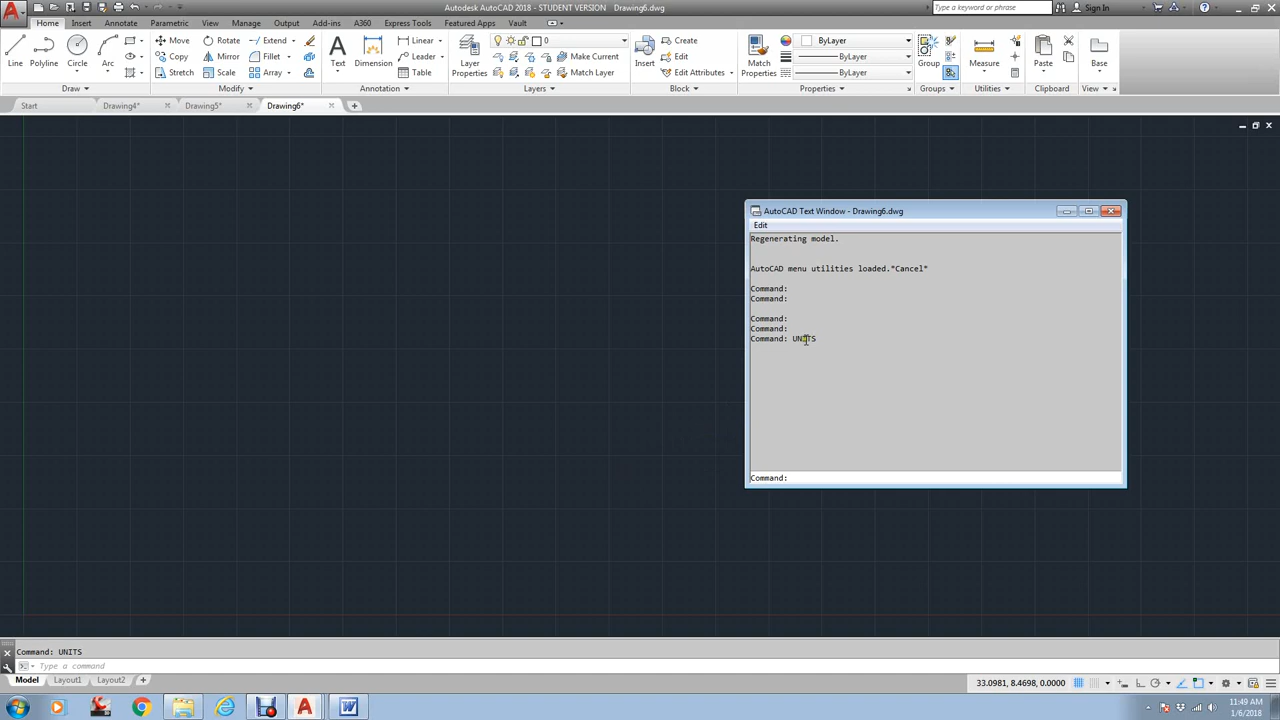 Autodesk AutoCAD 2018 - STUDENT VERSION Drawing6.dwg
Type a keyword or phrase
Sign In
Home Insert Annotate Parametric View Manage Output Add-ins A360 Express Tools Featured Apps Vault
Move Rotate Extend Linear 0 Create ByLayer
Copy Mirror Fillet Leader Make Current Edit ByLayer
Stretch Scale Array Table Match Layer Edit Attributes ByLayer
Line Polyline Circle Arc Text Dimension Layer Properties Insert Match Properties Group Measure Paste Base
Draw Modify Annotation Layers Block Properties Groups Utilities Clipboard View
Start Drawing4* Drawing5* Drawing6*
AutoCAD Text Window - Drawing6.dwg
Edit
Regenerating model.
AutoCAD menu utilities loaded.*Cancel*
Command:
Command:
Command:
Command:
Command: UNITS
Command:
Command: UNITS
Type a command
Model Layout1 Layout2
33.0981, 8.4698, 0.0000
11:49 AM
1/6/2018